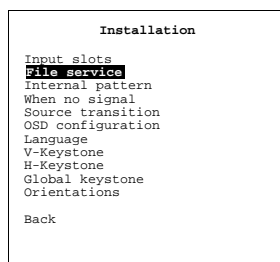 Installation
Input slots
File service
Internal pattern
When no signal
Source transition
OSD configuration
Language
V-Keystone
H-Keystone
Global keystone
Orientations
Back